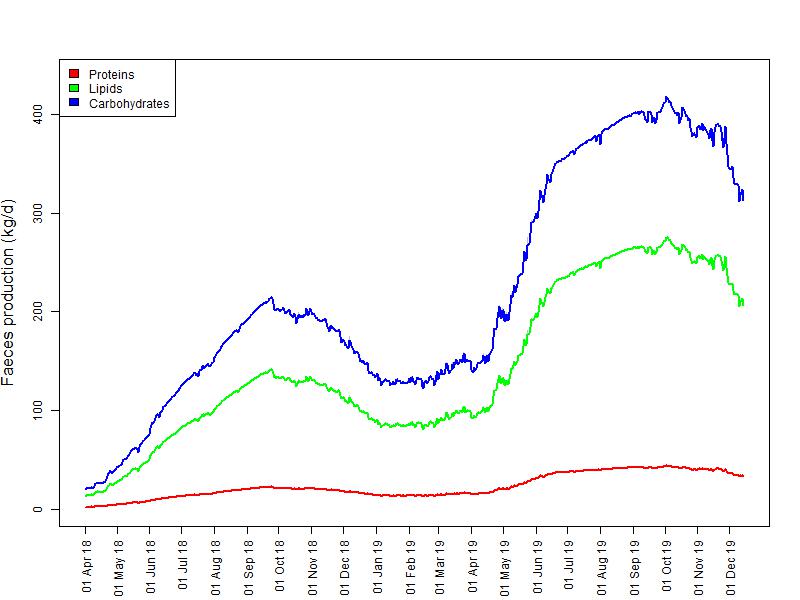 Proteins
Lipids
Carbohydrates
Faeces production (kg/d)
400
300
200
100
0
01 Apr 18
01 May 18
01 Jun 18
01 Jul 18
01 Aug 18
01 Sep 18
01 Oct 18
01 Nov 18
01 Dec 18
01 Jan 19
01 Feb 19
01 Mar 19
01 Apr 19
01 May 19
01 Jun 19
01 Jul 19
01 Aug 19
01 Sep 19
01 Oct 19
01 Nov 19
01 Dec 19